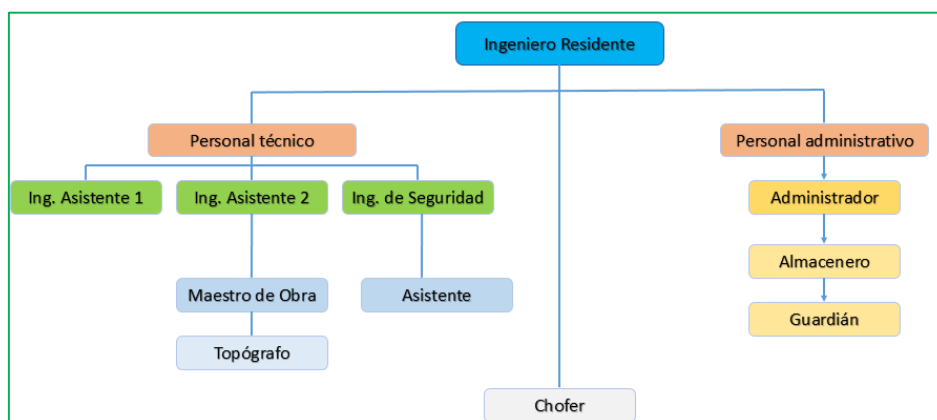 Ingeniero Residente
Personal técnico
Personal administrativo
Ing. Asistente 1
Ing. Asistente 2
Ing. de Seguridad
Administrador
Almacenero
Maestro de Obra
Asistente
Guardián
Topógrafo
Chofer